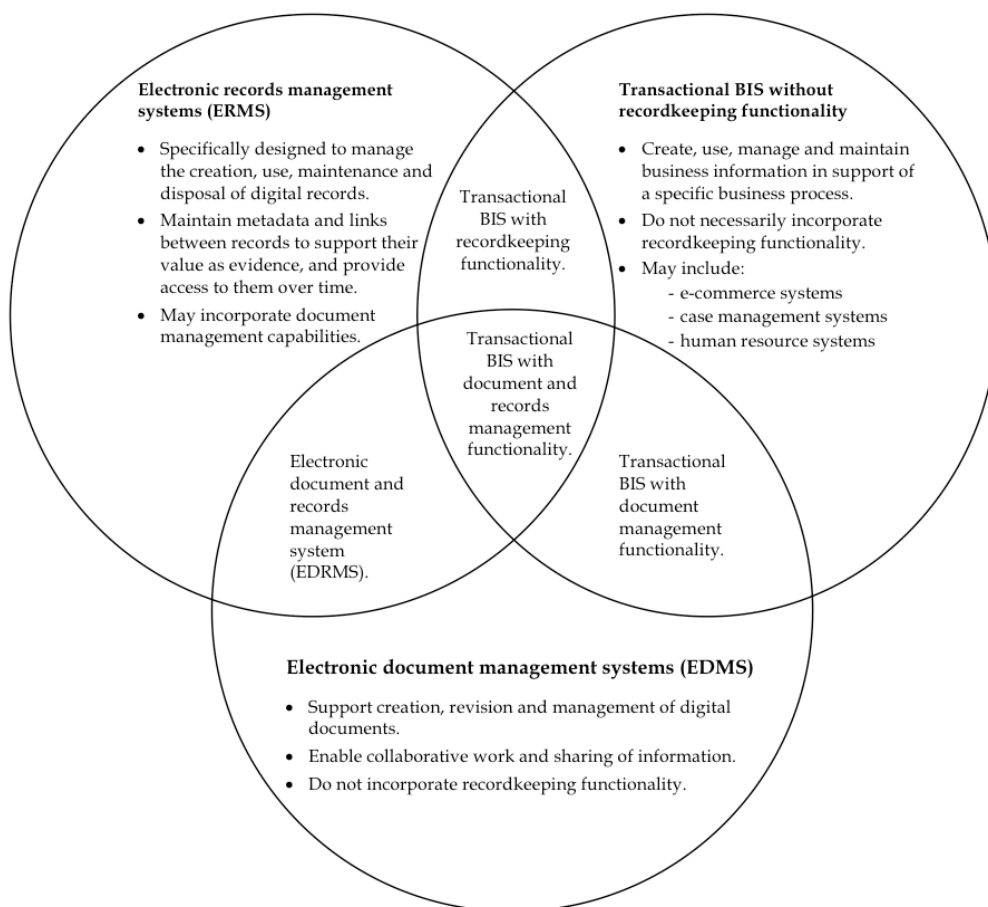 Electronic records management
systems (ERMS)
• Specifically designed to manage
the creation, use, maintenance and
disposal of digital records.
• Maintain metadata and links
between records to support their
value as evidence, and provide
access to them over time.
• May incorporate document
management capabilities.
Transactional
BIS with
recordkeeping
functionality.
Transactional BIS without
recordkeeping functionality
• Create, use, manage and maintain
business information in support of
a specific business process.
• Do not necessarily incorporate
recordkeeping functionality.
• May include:
- e-commerce systems
- case management systems
- human resource systems
Transactional
BIS with
document and
records
management
functionality.
Electronic
document and
records
management
system
(EDRMS).
Transactional
BIS with
document
management
functionality.
Electronic document management systems (EDMS)
• Support creation, revision and management of digital
documents.
• Enable collaborative work and sharing of information.
• Do not incorporate recordkeeping functionality.